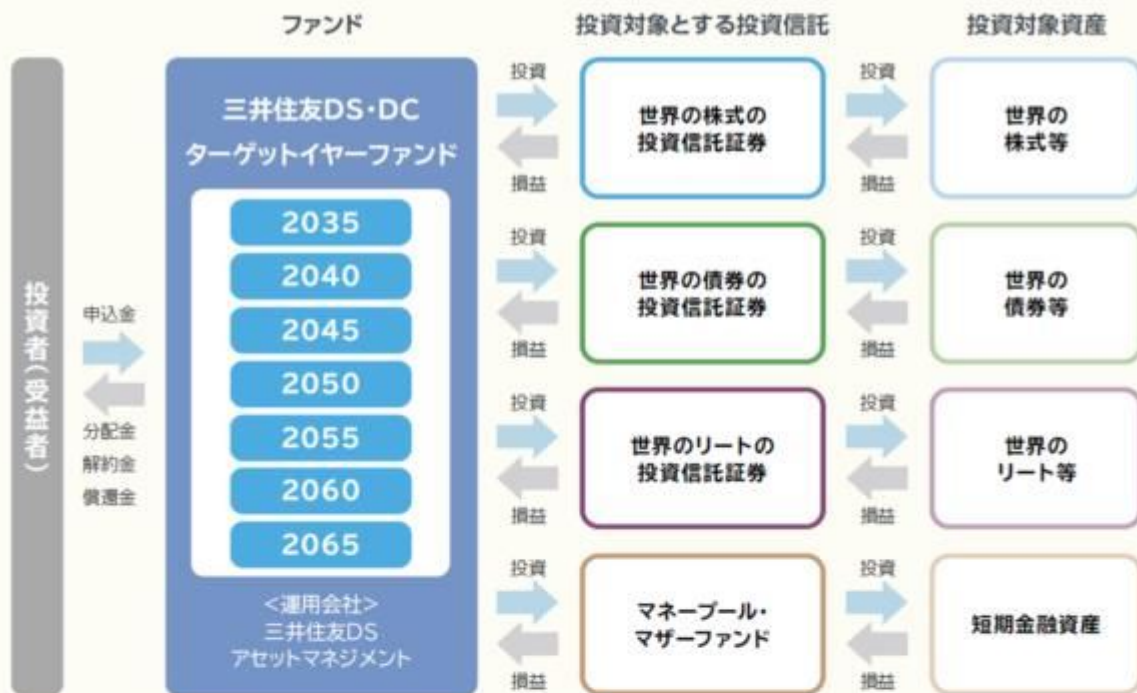 ファンド
投資対象とする投資信託
投資対象資産
投資者(受益者)
申込金
分配金
解約金
償還金
三井住友DS・DC
ターゲットイヤーファンド
2035
2040
2045
2050
2055
2060
2065
<運用会社>
三井住友DS
アセットマネジメント
投資
損益
世界の株式の
投資信託証券
投資
損益
世界の
株式等
投資
損益
世界の債券の
投資信託証券
投資
損益
世界の
債券等
投資
損益
世界のリートの
投資信託証券
投資
損益
世界の
リート等
投資
損益
マネープール・
マザーファンド
投資
損益
短期金融資産